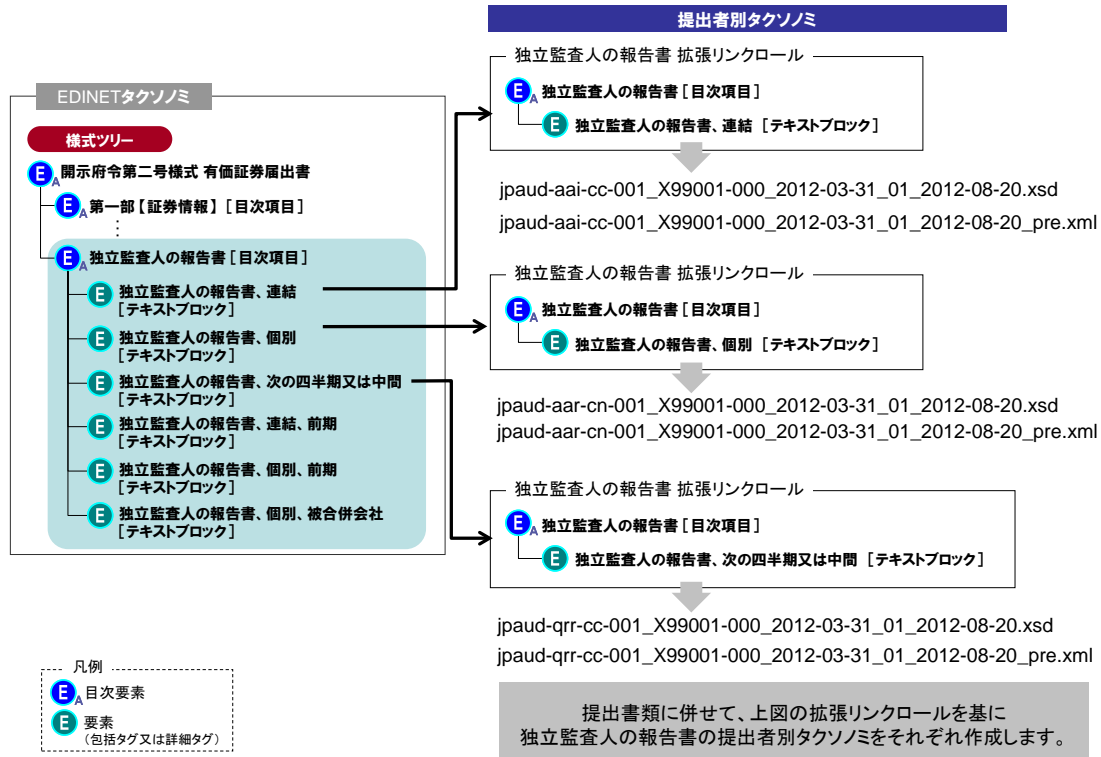 EDINETタクソノミ
様式ツリー
E A 開示府令第二号様式 有価証券届出書
E A 第一部【証券情報】［目次項目］
⋮
E A 独立監査人の報告書［目次項目］
E 独立監査人の報告書、連結
［テキストブロック］
E 独立監査人の報告書、個別
［テキストブロック］
E 独立監査人の報告書、次の四半期又は中間
［テキストブロック］
E 独立監査人の報告書、連結、前期
［テキストブロック］
E 独立監査人の報告書、個別、前期
［テキストブロック］
E 独立監査人の報告書、個別、被合併会社
［テキストブロック］
凡例
E A 目次要素
E 要素
（包括タグ又は詳細タグ）
提出者別タクソノミ
独立監査人の報告書 拡張リンクロール
E A 独立監査人の報告書［目次項目］
E 独立監査人の報告書、連結 ［テキストブロック］
jpaud-aai-cc-001_X99001-000_2012-03-31_01_2012-08-20.xsd
jpaud-aai-cc-001_X99001-000_2012-03-31_01_2012-08-20_pre.xml
独立監査人の報告書 拡張リンクロール
E A 独立監査人の報告書［目次項目］
E 独立監査人の報告書、個別 ［テキストブロック］
jpaud-aar-cn-001_X99001-000_2012-03-31_01_2012-08-20.xsd
jpaud-aar-cn-001_X99001-000_2012-03-31_01_2012-08-20_pre.xml
独立監査人の報告書 拡張リンクロール
E A 独立監査人の報告書［目次項目］
E 独立監査人の報告書、次の四半期又は中間 ［テキストブロック］
jpaud-qrr-cc-001_X99001-000_2012-03-31_01_2012-08-20.xsd
jpaud-qrr-cc-001_X99001-000_2012-03-31_01_2012-08-20_pre.xml
提出書類に併せて、上図の拡張リンクロールを基に
独立監査人の報告書の提出者別タクソノミをそれぞれ作成します。